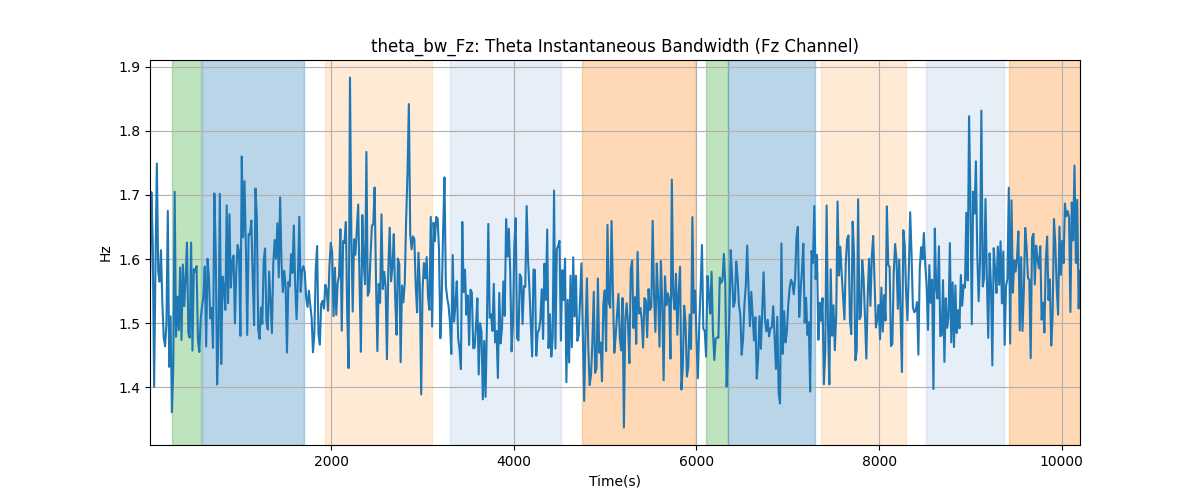 theta_bw_Fz: Theta Instantaneous Bandwidth (Fz Channel)
1.9
1.8
1.7
1.6
1.5
1.4
Hz
2000 4000 6000 8000 10000
Time(s)